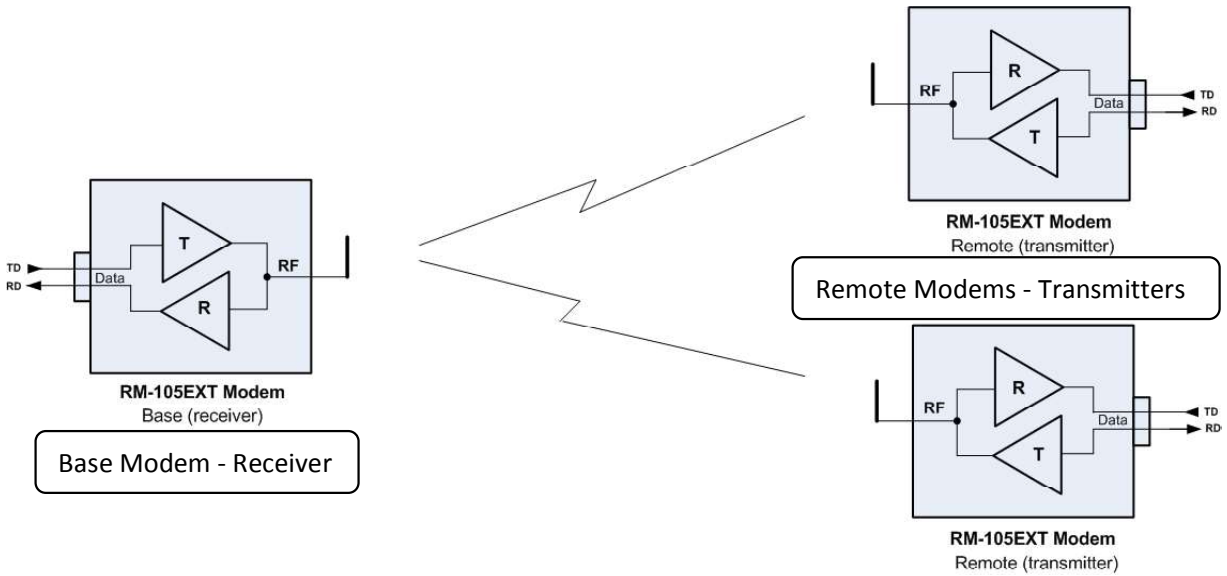 TD
RD
Data
T
R
RF
RM-105EXT Modem
Base (receiver)
Base Modem - Receiver
RF
R
T
Data
TD
RD
RM-105EXT Modem
Remote (transmitter)
Remote Modems - Transmitters
RF
R
T
Data
TD
RD
RM-105EXT Modem
Remote (transmitter)